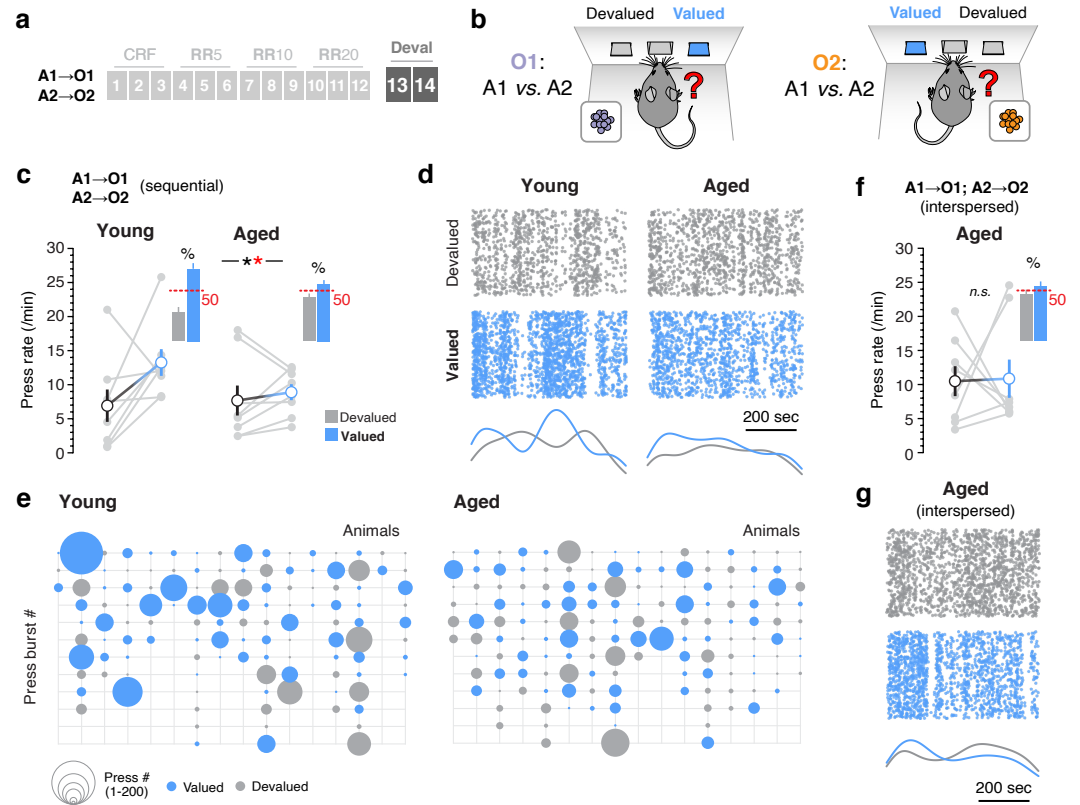 a
CRF RR5 RR10 RR20 Deval
A1→O1
A2→O2
1 2 3 4 5 6 7 8 9 10 11 12 13 14
b
Devalued Valued
O1:
A1 vs. A2
?
Valued Devalued
O2:
A1 vs. A2
?
c
A1→O1
A2→O2
(sequential)
Young
Aged
Press rate (/min)
30
25
20
15
10
5
0
%
50
**
%
50
Devalued
Valued
d
Young Aged
Devalued
Valued
200 sec
f
A1→O1; A2→O2
(interspersed)
Aged
Press rate (/min)
30
25
20
15
10
5
0
n.s.
%
50
e
Young
Animals
Aged
Animals
Press burst #
Press #
(1-200)
Valued
Devalued
g
Aged
(interspersed)
200 sec